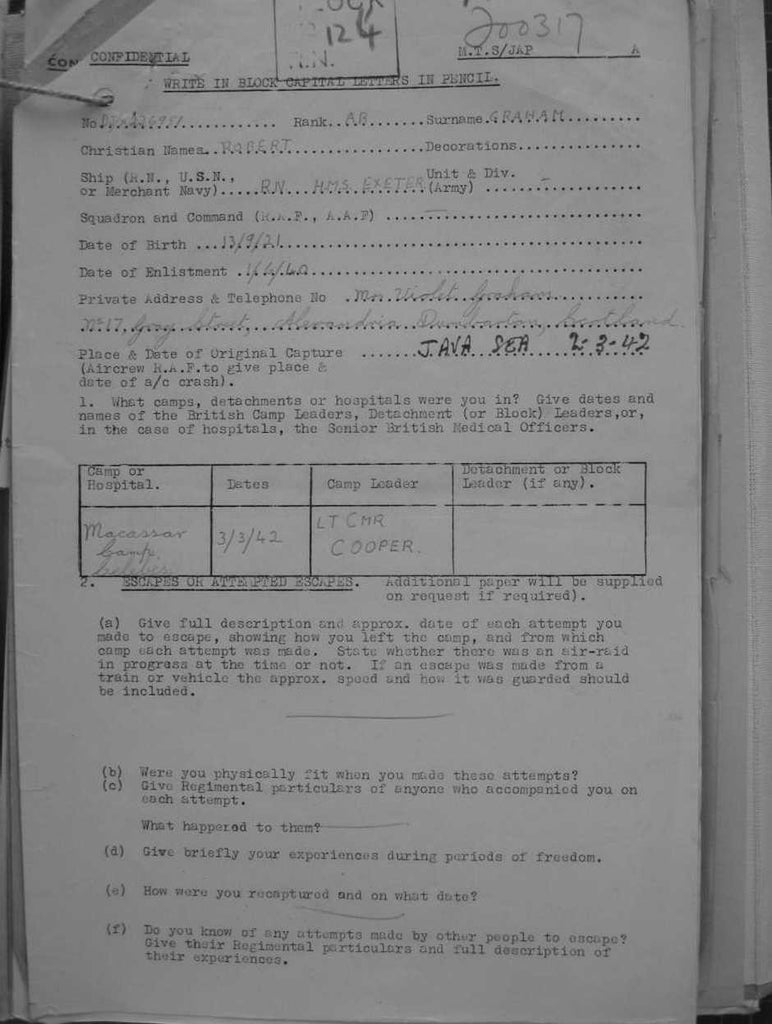 124
200317
CONFIDENTIAL M.I.S/JAP A
WRITE IN BLOCK CAPITAL LETTERS IN PENCIL.
No. Rank..AB.......Surname.GRAHAM.........
Christian Names..ROBERT.................Decorations...............
Ship (R.N., U.S.N., Unit & Div. –
or Merchant Navy)....RN...HMS. EXETER (Army) ...................
Squadron and Command (R.A.F., A.A.F) ...—.............................
Date of Birth ...13/9/21.............................................
Date of Enlistment ........................................
Private Address & Telephone No .Mrs. Violet. Graham............
No 17, Gray Street, Alexandria, Dumbarton, Scotland.
Place & Date of Original Capture .......JAVA SEA....2-3-42
(Aircrew R.A.F.to give place &
date of a/c crash).
1. What camps, detachments or hospitals were you in? Give dates and
names of the British Camp Leaders, Detachment (or Block) Leaders,or,
in the case of hospitals, the Senior British Medical Officers.
Camp or Hospital. Dates Camp Leader Detachment or Block Leader (if any).
Macassar Camp, Celebes 3/3/42 LT CMR COOPER.
2. ESCAPES OR ATTEMPTED ESCAPES. Additional paper will be supplied
on request if required).
(a) Give full description and approx. date of each attempt you
made to escape, showing how you left the camp, and from which
camp each attempt was made. State whether there was an air-raid
in progress at the time or not. If an escape was made from a
train or vehicle the approx. speed and how it was guarded should
be included.
(b) Were you physically fit when you made these attempts?
(c) Give Regimental particulars of anyone who accompanied you on
each attempt.
What happened to them?
(d) Give briefly your experiences during periods of freedom.
(e) How were you recaptured and on what date?
(f) Do you know of any attempts made by other people to escape?
Give their Regimental particulars and full description of
their experiences.